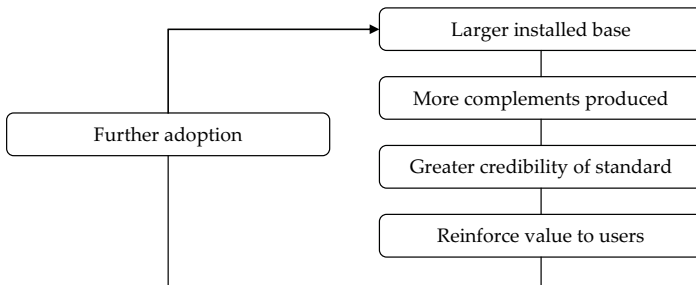 Larger installed base
More complements produced
Further adoption
Greater credibility of standard
Reinforce value to users